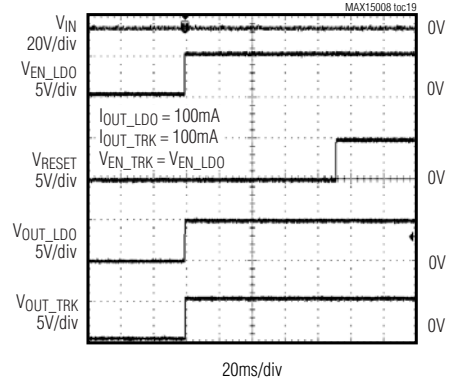 MAX15008 toc19
VIN
20V/div
0V
VEN_LDO
5V/div
0V
IOUT_LDO = 100mA
IOUT_TRK = 100mA
VEN_TRK = VEN_LDO
VRESET
5V/div
0V
VOUT_LDO
5V/div
0V
VOUT_TRK
5V/div
0V
20ms/div